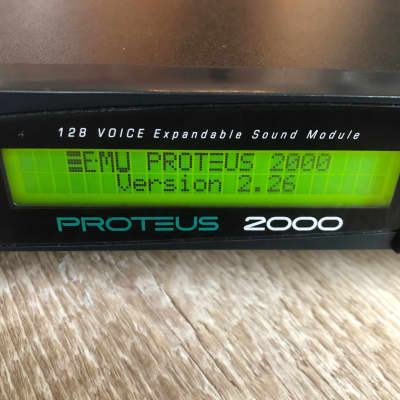 128 VOICE Expandable Sound Module
E-MU PROTEUS 2000
Version 2.26
PROTEUS 2000